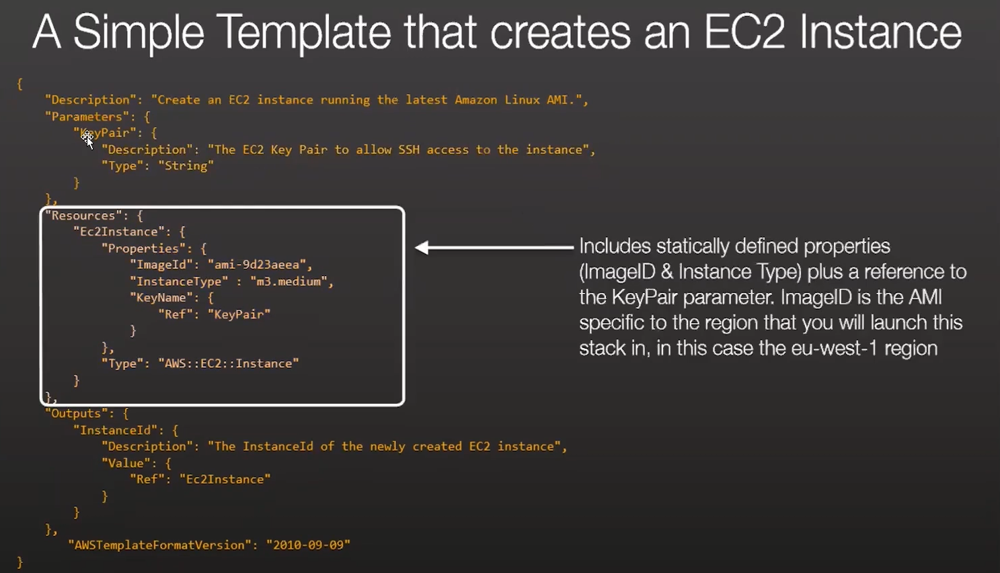 A Simple Template that creates an EC2 Instance
{
"Description": "Create an EC2 instance running the latest Amazon Linux AMI.",
"Parameters": {
"KeyPair": {
"Description": "The EC2 Key Pair to allow SSH access to the instance",
"Type": "String"
}
},
"Resources": {
"Ec2Instance": {
"Properties": {
"ImageId": "ami-9d23aeea",
"InstanceType" : "m3.medium",
"KeyName": {
"Ref": "KeyPair"
}
},
"Type": "AWS::EC2::Instance"
}
},
Includes statically defined properties
(ImageID & Instance Type) plus a reference to
the KeyPair parameter. ImageID is the AMI
specific to the region that you will launch this
stack in, in this case the eu-west-1 region
"Outputs": {
"InstanceId": {
"Description": "The InstanceId of the newly created EC2 instance",
"Value": {
"Ref": "Ec2Instance"
}
}
},
"AWSTemplateFormatVersion": "2010-09-09"
}